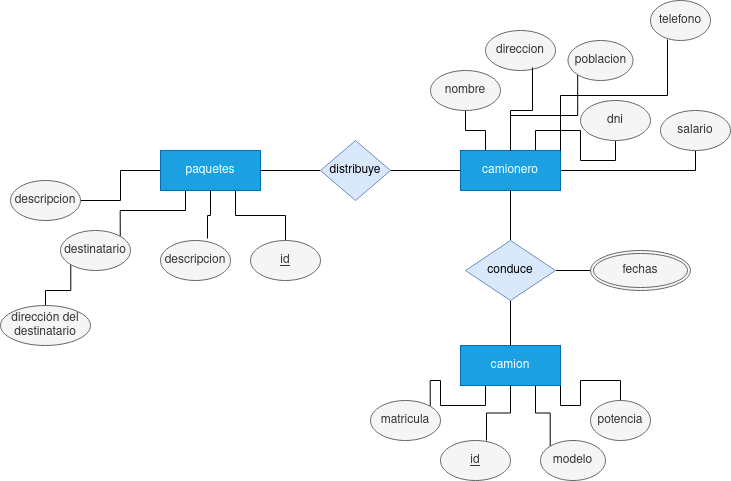 telefono
direccion
poblacion
nombre
dni
salario
paquetes
distribuye
camionero
descripcion
destinatario
descripcion
id
conduce
fechas
dirección del
destinatario
camion
matricula
potencia
id
modelo